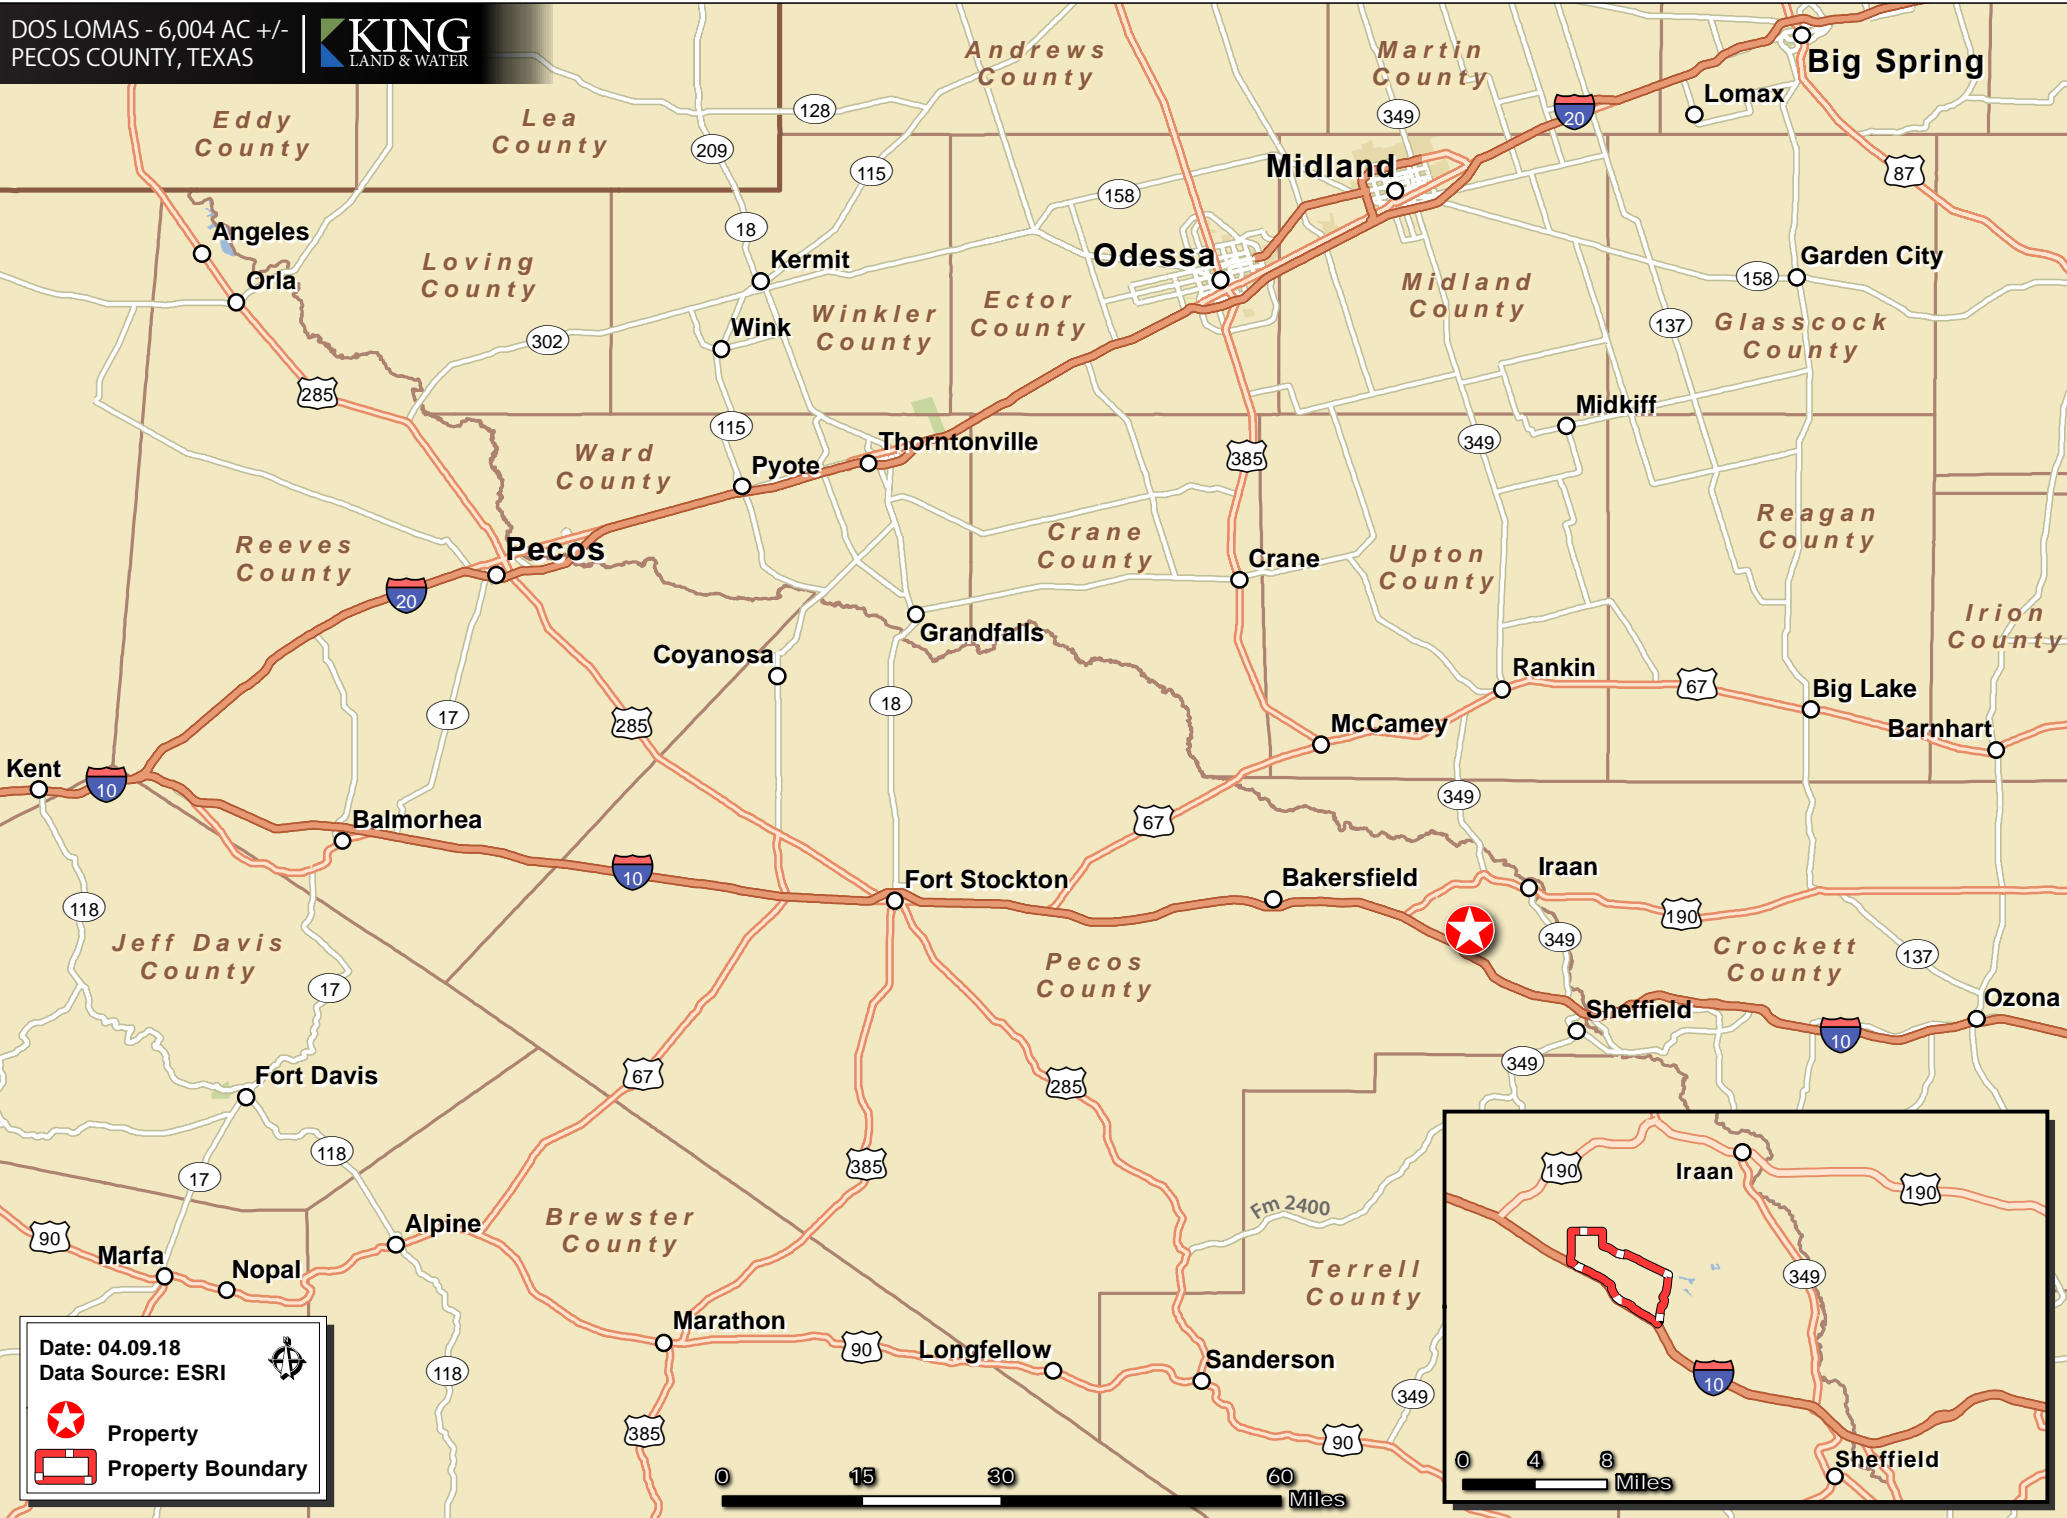 DOS LOMAS - 6,004 AC +/-
PECOS COUNTY, TEXAS
KING
LAND & WATER
Andrews
County
Martin
County
Big Spring
Lomax
20
349
128
Eddy
County
Lea
County
209
115
Midland
87
158
18
Angeles
Orla
Loving
County
Kermit
Odessa
Garden City
158
Midland
County
Winkler
County
Ector
County
Wink
302
137
Glasscock
County
285
Midkiff
115
349
Thorntonville
Ward
County
Pyote
385
Reagan
County
Crane
County
Reeves
County
Pecos
Crane
Upton
County
20
Irion
County
Grandfalls
Coyanosa
Rankin
67
Big Lake
18
17
285
McCamey
Barnhart
Kent
10
349
Balmorhea
67
10
Iraan
Fort Stockton
Bakersfield
118
190
349
Jeff Davis
County
Pecos
County
Crockett
County
137
17
Ozona
Sheffield
10
349
67
Fort Davis
285
118
385
17
Fm 2400
Alpine
Brewster
County
90
Marfa
Nopal
Terrell
County
Marathon
90
Longfellow
Sanderson
118
349
385
90
Iraan
190
190
349
10
Sheffield
0 4 8
Miles
Date: 04.09.18
Data Source: ESRI
Property
Property Boundary
0 15 30 60
Miles